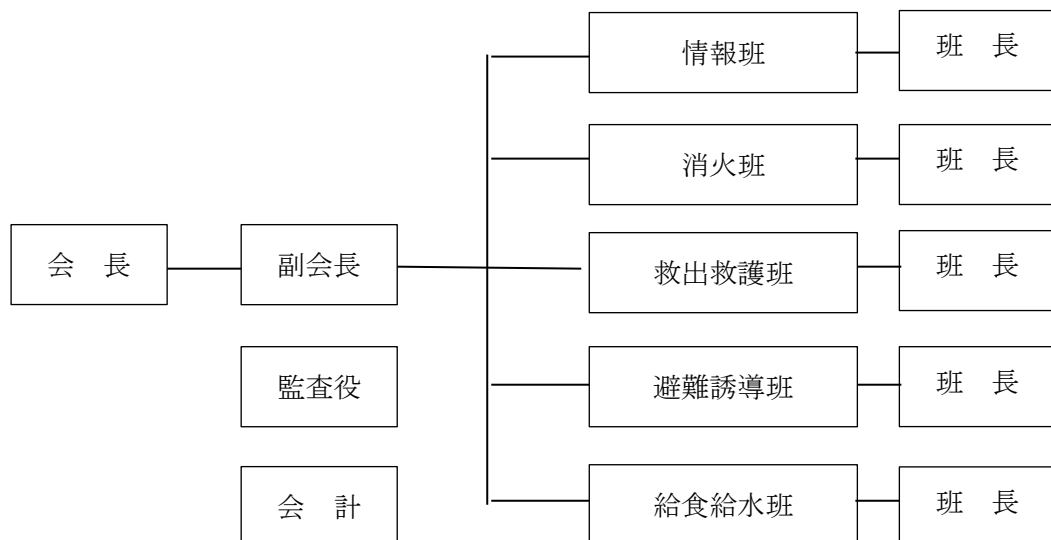 情報班
班　長
消火班
班　長
会　長
副会長
救出救護班
班　長
監査役
避難誘導班
班　長
会　計
給食給水班
班　長